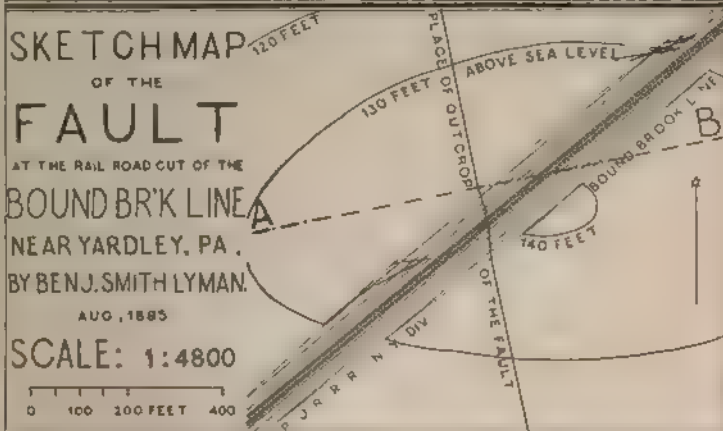 SKETCH MAP
OF THE
FAULT
AT THE RAIL ROAD CUT OF THE
BOUND BR'K LINE
NEAR YARDLEY, PA.
BY BENJ. SMITH LYMAN.
AUG, 1885
SCALE: 1:4800
0 100 200 FEET 400
120 FEET
130 FEET ABOVE SEA LEVEL
PLACE OF OUTCROP OF THE FAULT
BOUND BROOK LINE
B
A
140 FEET
DIV